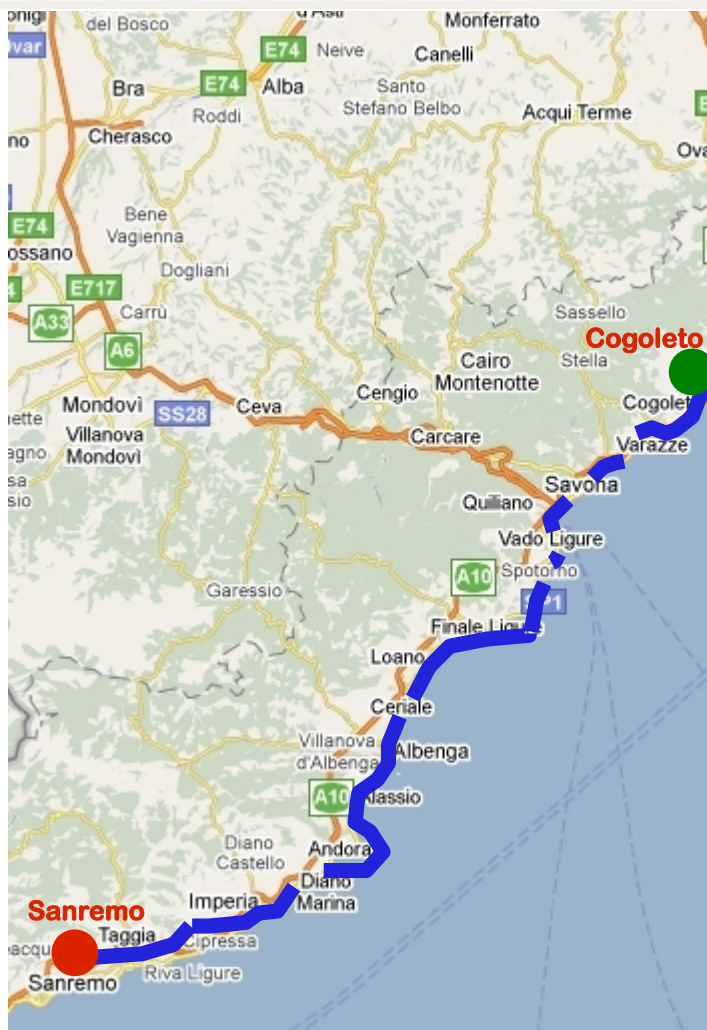 del Bosco
d'Asti
Monferrato
E74
Neive
Canelli
Bra
E74
Alba
Santo
Stefano Belbo
Roddi
Acqui Terme
Cherasco
E74
Bene
Vagienna
Dogliani
E717
Carrù
A33
A6
Sassello
Cogoleto
Stella
Cairo
Montenotte
Cengio
Mondovì
SS28
Ceva
Villanova
Mondovì
Carcare
Varazze
Savona
Quiliano
Vado Ligure
A10
Spotorno
SP1
Garessio
Finale Ligure
Loano
Ceriale
Villanova
d'Albenga
Albenga
A10
Alassio
Diano
Castello
Andora
Diano
Marina
Imperia
Sanremo
Taggia
Cipressa
Riva Ligure
Sanremo